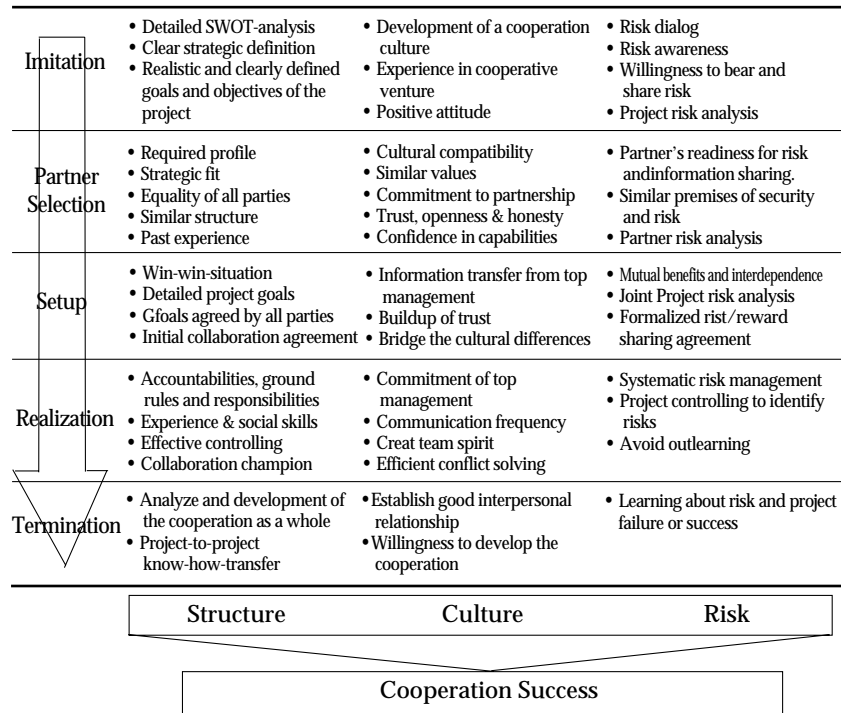 Imitation
• Detailed SWOT-analysis
• Clear strategic definition
• Realistic and clearly defined
goals and objectives of the
project
• Development of a cooperation
culture
• Experience in cooperative
venture
• Positive attitude
• Risk dialog
• Risk awareness
• Willingness to bear and
share risk
• Project risk analysis
Partner
Selection
• Required profile
• Strategic fit
• Equality of all parties
• Similar structure
• Past experience
• Cultural compatibility
• Similar values
• Commitment to partnership
• Trust, openness & honesty
• Confidence in capabilities
• Partner's readiness for risk
andinformation sharing.
• Similar premises of security
and risk
• Partner risk analysis
Setup
• Win-win-situation
• Detailed project goals
• Gfoals agreed by all parties
• Initial collaboration agreement
• Information transfer from top
management
• Buildup of trust
• Bridge the cultural differences
• Mutual benefits and interdependence
• Joint Project risk analysis
• Formalized rist/reward
sharing agreement
Realization
• Accountabilities, ground
rules and responsibilities
• Experience & social skills
• Effective controlling
• Collaboration champion
• Commitment of top
management
• Communication frequency
• Creat team spirit
• Efficient conflict solving
• Systematic risk management
• Project controlling to identify
risks
• Avoid outlearning
Termination
• Analyze and development of
the cooperation as a whole
• Project-to-project
know-how-transfer
•Establish good interpersonal
relationship
•Willingness to develop the
cooperation
• Learning about risk and project
failure or success
Structure
Culture
Risk
Cooperation Success